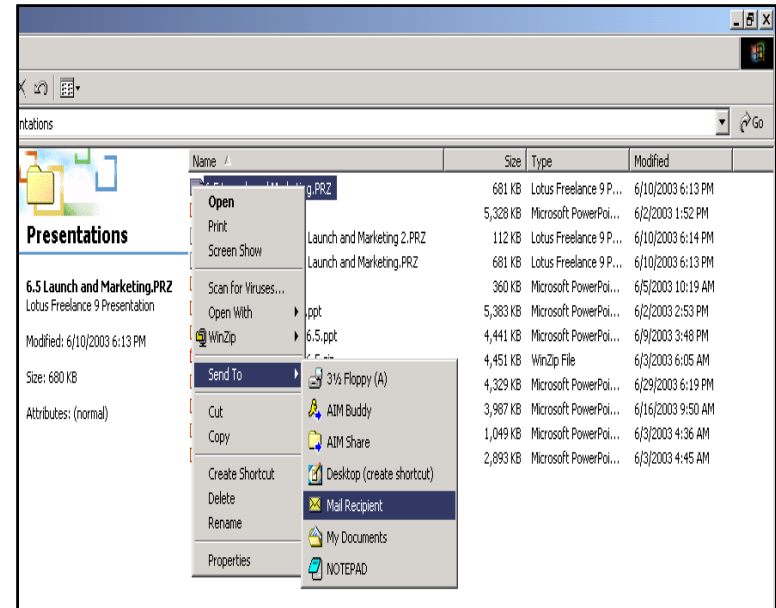 Go
ntations
Name Size Type Modified
g.PRZ 681 KB Lotus Freelance 9 P... 6/10/2003 6:13 PM
5,328 KB Microsoft PowerPoi... 6/2/2003 1:52 PM
Launch and Marketing 2.PRZ 112 KB Lotus Freelance 9 P... 6/10/2003 6:14 PM
Launch and Marketing.PRZ 681 KB Lotus Freelance 9 P... 6/10/2003 6:13 PM
360 KB Microsoft PowerPoi... 6/5/2003 10:19 AM
.ppt 5,383 KB Microsoft PowerPoi... 6/2/2003 2:53 PM
6.5.ppt 4,441 KB Microsoft PowerPoi... 6/9/2003 3:48 PM
4,451 KB WinZip File 6/3/2003 6:05 AM
4,329 KB Microsoft PowerPoi... 6/29/2003 6:19 PM
3,987 KB Microsoft PowerPoi... 6/16/2003 9:50 AM
1,049 KB Microsoft PowerPoi... 6/3/2003 4:36 AM
2,893 KB Microsoft PowerPoi... 6/3/2003 4:45 AM
Presentations
6.5 Launch and Marketing.PRZ
Lotus Freelance 9 Presentation
Modified: 6/10/2003 6:13 PM
Size: 680 KB
Attributes: (normal)
Open
Print
Screen Show
Scan for Viruses...
Open With
WinZip
Send To
Cut
Copy
Create Shortcut
Delete
Rename
Properties
3½ Floppy (A)
AIM Buddy
AIM Share
Desktop (create shortcut)
Mail Recipient
My Documents
NOTEPAD